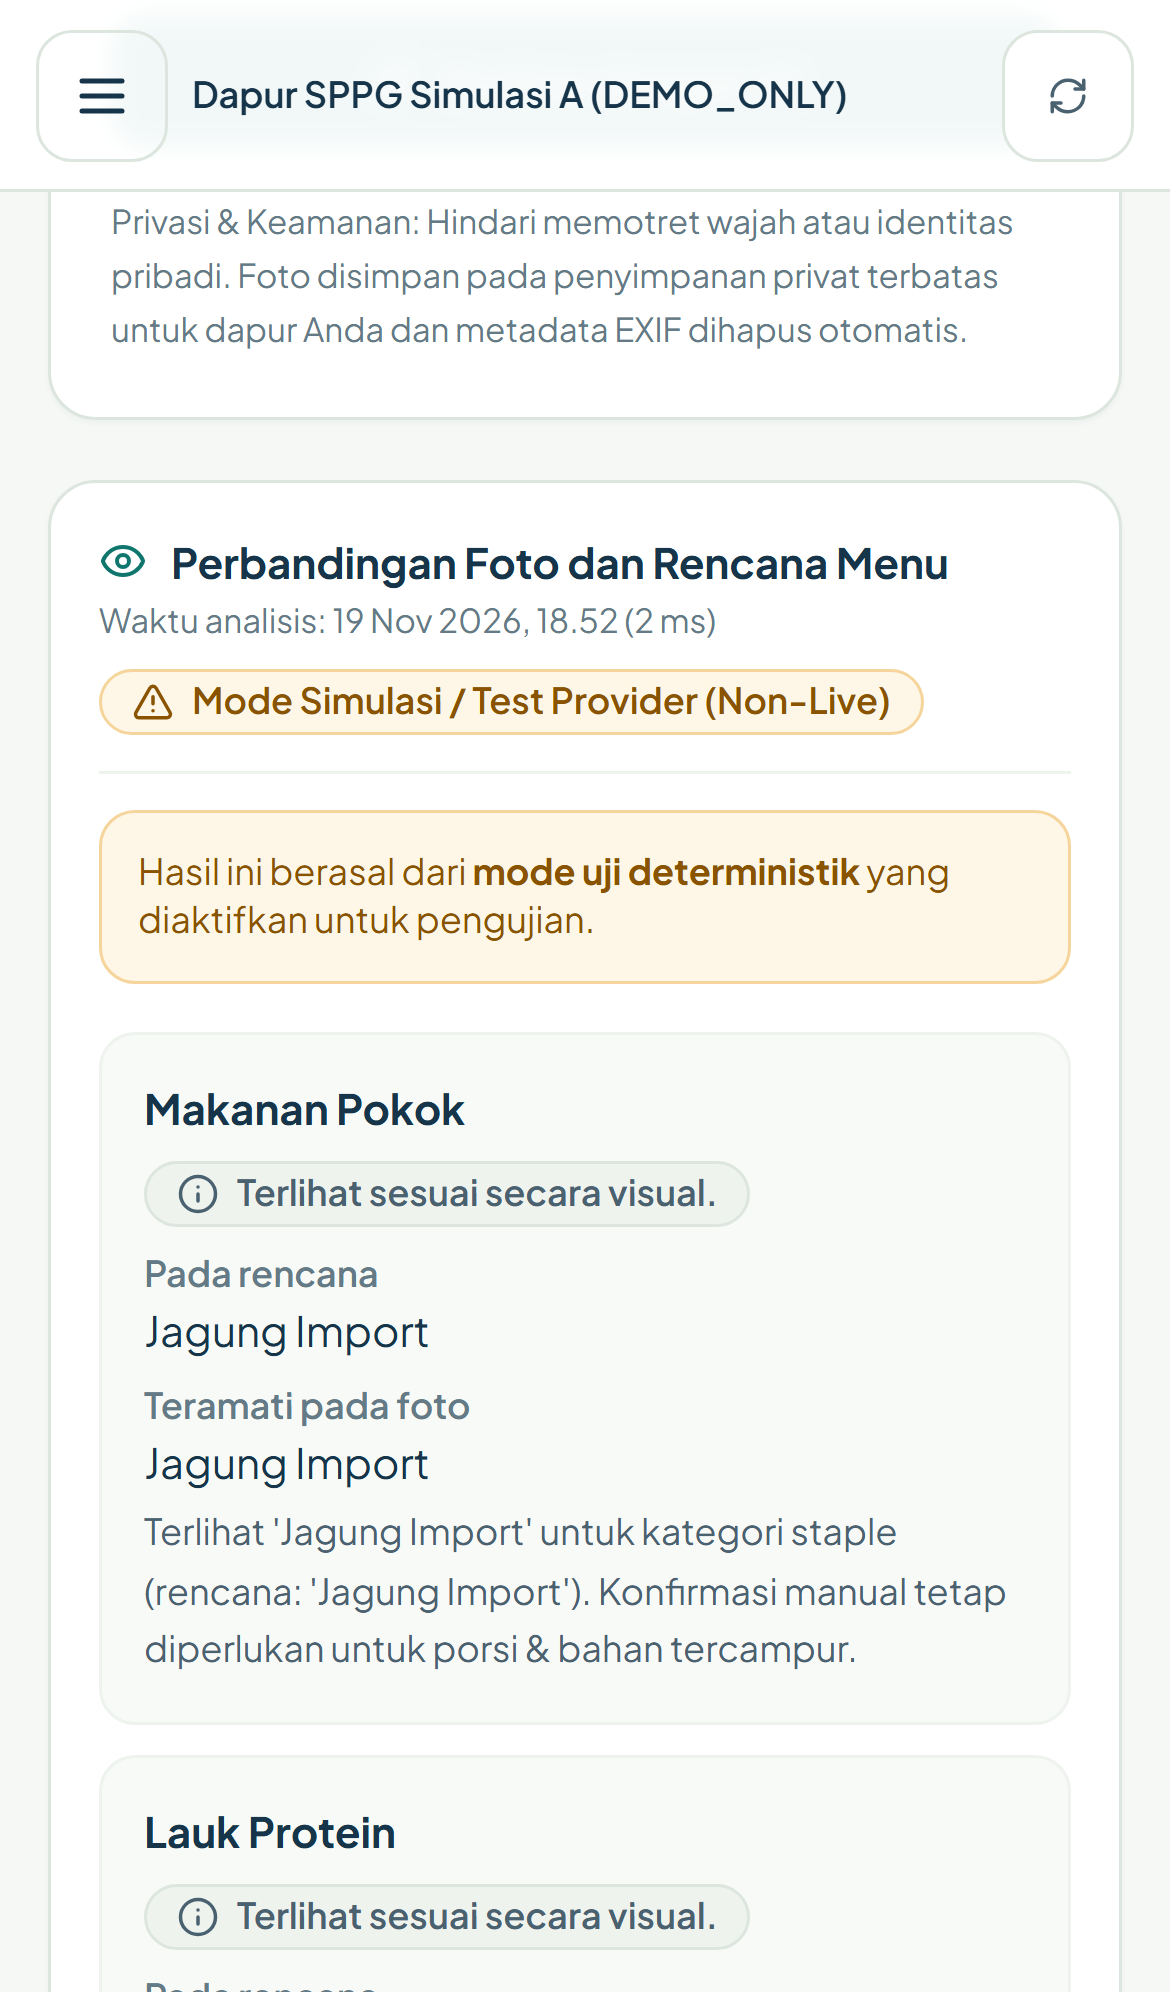 Dapur SPPG Simulasi A (DEMO_ONLY)
Privasi & Keamanan: Hindari memotret wajah atau identitas
pribadi. Foto disimpan pada penyimpanan privat terbatas
untuk dapur Anda dan metadata EXIF dihapus otomatis.
Perbandingan Foto dan Rencana Menu
Waktu analisis: 19 Nov 2026, 18.52 (2 ms)
Mode Simulasi / Test Provider (Non-Live)
Hasil ini berasal dari mode uji deterministik yang
diaktifkan untuk pengujian.
Makanan Pokok
Terlihat sesuai secara visual.
Pada rencana
Jagung Import
Teramati pada foto
Jagung Import
Terlihat 'Jagung Import' untuk kategori staple
(rencana: 'Jagung Import'). Konfirmasi manual tetap
diperlukan untuk porsi & bahan tercampur.
Lauk Protein
Terlihat sesuai secara visual.
Pada rencana